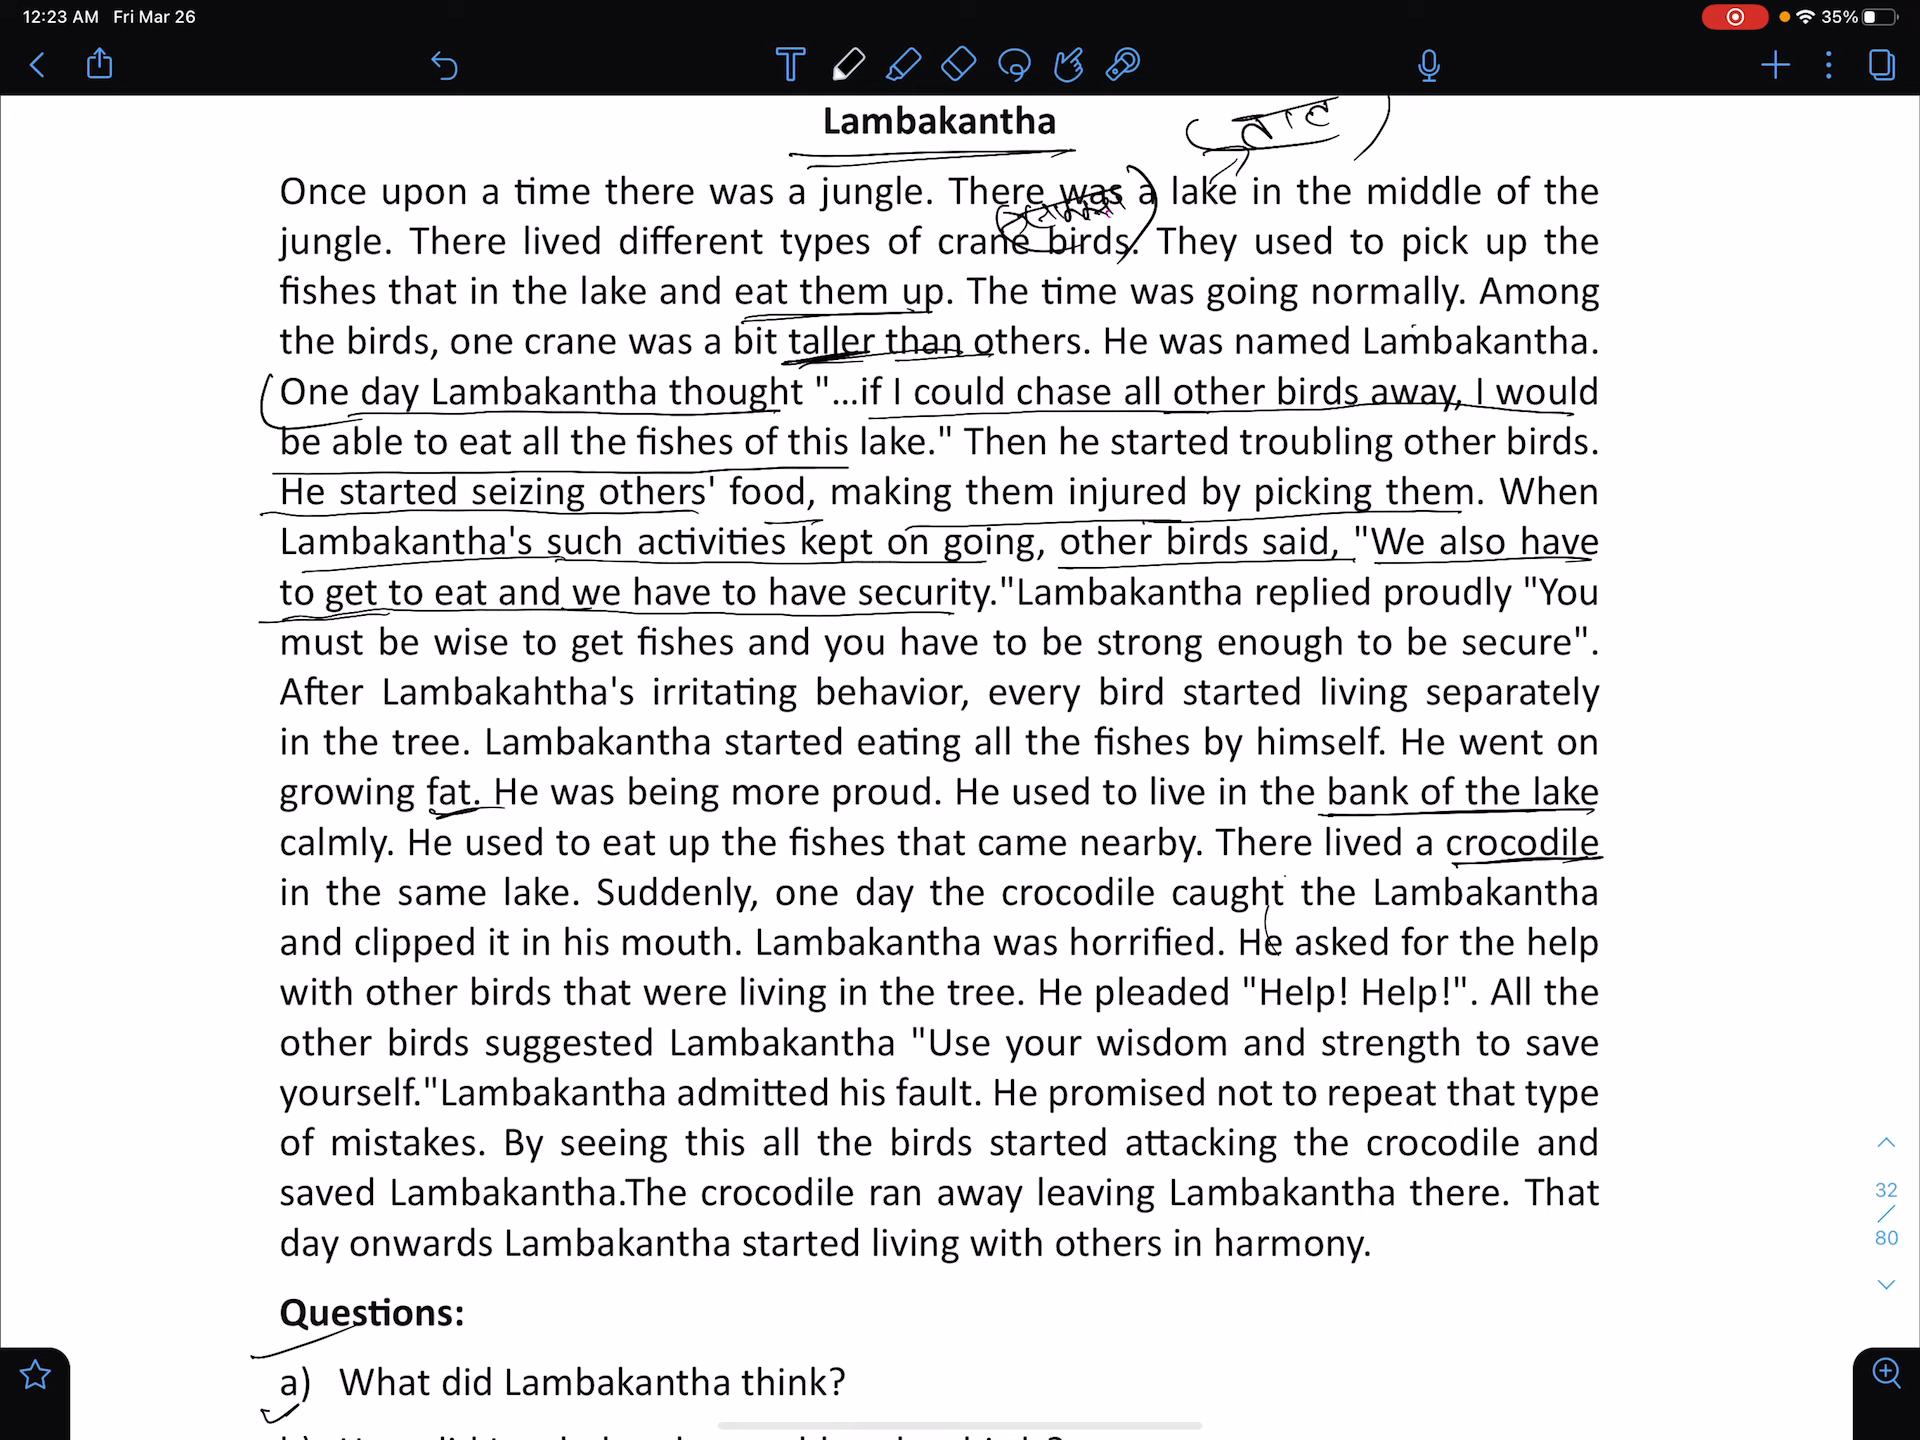 12:23 AM Fri Mar 26
35%
Lambakantha
Once upon a time there was a jungle. There was a lake in the middle of the
jungle. There lived different types of crane birds. They used to pick up the
fishes that in the lake and eat them up. The time was going normally. Among
the birds, one crane was a bit taller than others. He was named Lambakantha.
One day Lambakantha thought "...if I could chase all other birds away, I would
be able to eat all the fishes of this lake." Then he started troubling other birds.
He started seizing others' food, making them injured by picking them. When
Lambakantha's such activities kept on going, other birds said, "We also have
to get to eat and we have to have security."Lambakantha replied proudly "You
must be wise to get fishes and you have to be strong enough to be secure".
After Lambakahtha's irritating behavior, every bird started living separately
in the tree. Lambakantha started eating all the fishes by himself. He went on
growing fat. He was being more proud. He used to live in the bank of the lake
calmly. He used to eat up the fishes that came nearby. There lived a crocodile
in the same lake. Suddenly, one day the crocodile caught the Lambakantha
and clipped it in his mouth. Lambakantha was horrified. He asked for the help
with other birds that were living in the tree. He pleaded "Help! Help!". All the
other birds suggested Lambakantha "Use your wisdom and strength to save
yourself."Lambakantha admitted his fault. He promised not to repeat that type
of mistakes. By seeing this all the birds started attacking the crocodile and
saved Lambakantha.The crocodile ran away leaving Lambakantha there. That
day onwards Lambakantha started living with others in harmony.
32
/
80
Questions:
a) What did Lambakantha think?